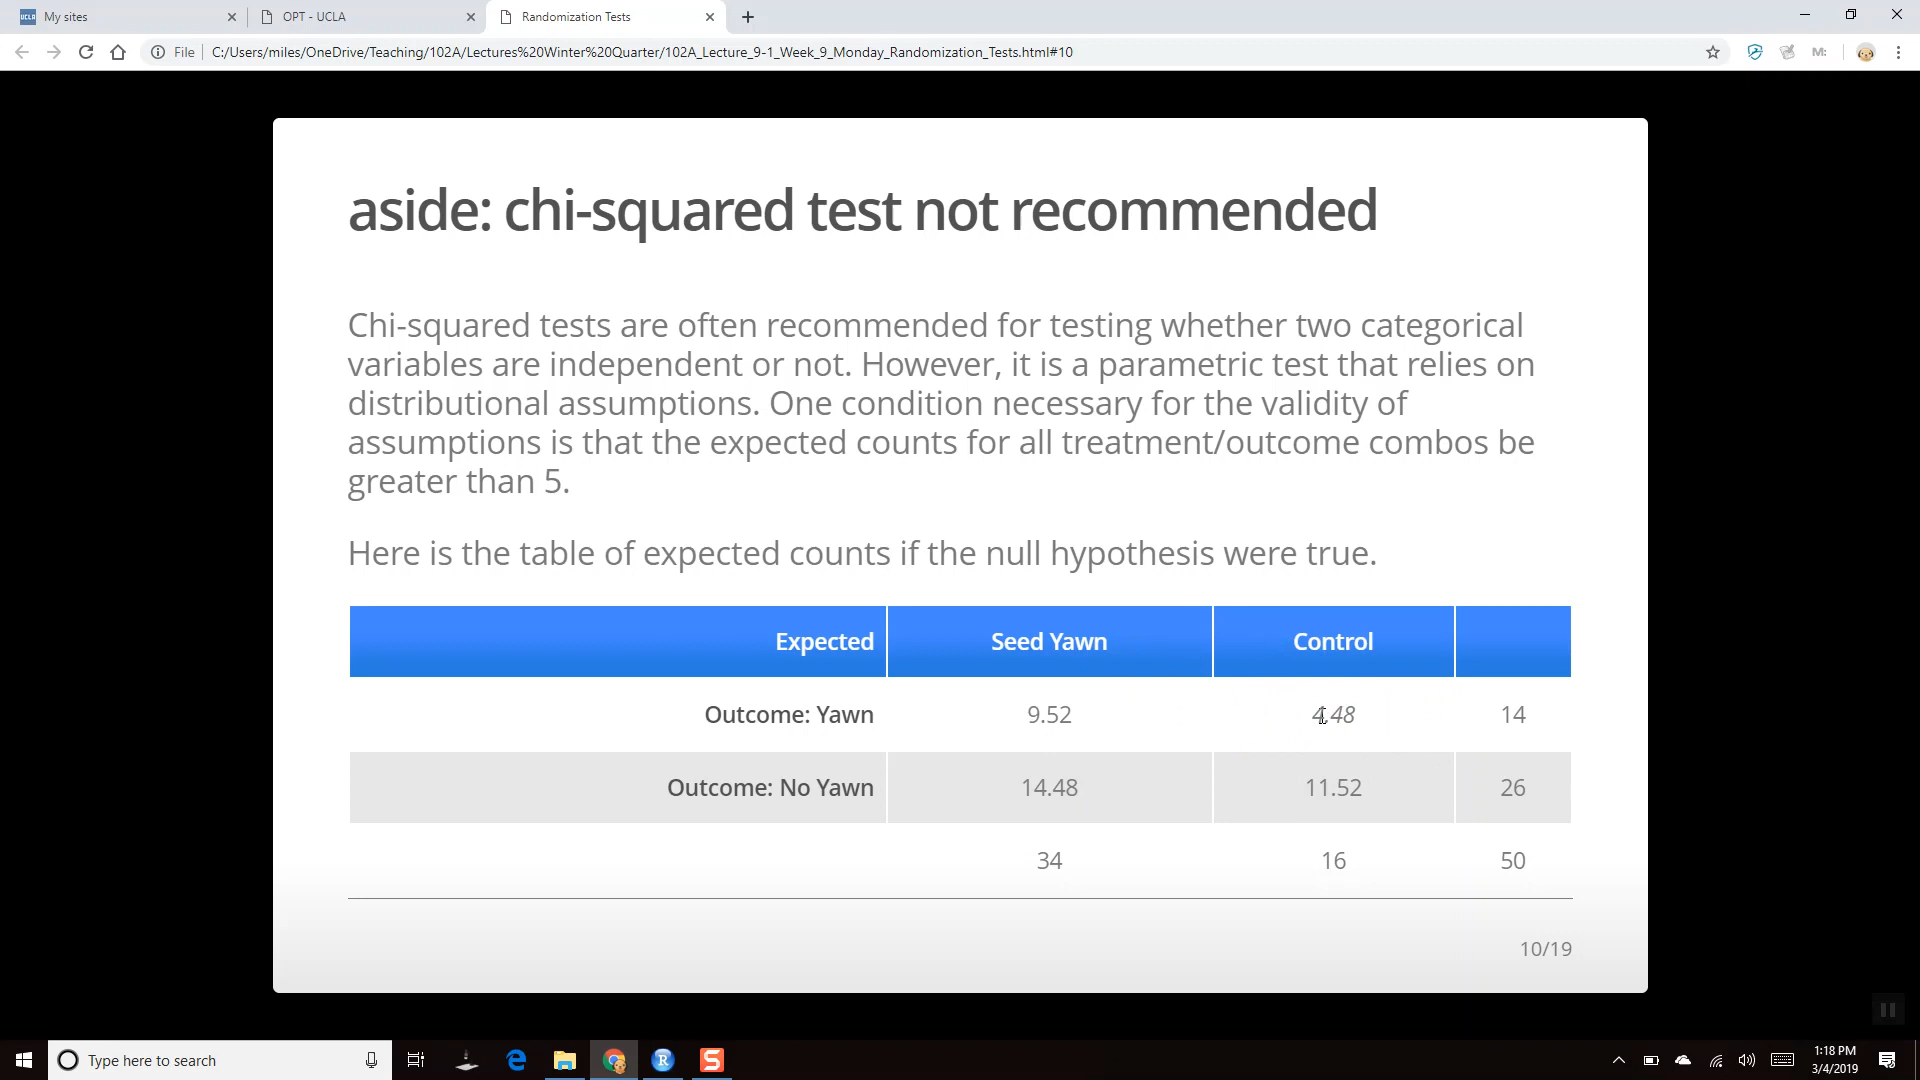 UCLA My sites
OPT - UCLA
Randomization Tests
File
C:/Users/miles/OneDrive/Teaching/102A/Lectures%20Winter%20Quarter/102A_Lecture_9-1_Week_9_Monday_Randomization_Tests.html#10
M:
aside: chi-squared test not recommended
Chi-squared tests are often recommended for testing whether two categorical
variables are independent or not. However, it is a parametric test that relies on
distributional assumptions. One condition necessary for the validity of
assumptions is that the expected counts for all treatment/outcome combos be
greater than 5.
Here is the table of expected counts if the null hypothesis were true.
Expected Seed Yawn Control
Outcome: Yawn 9.52 4.48 14
Outcome: No Yawn 14.48 11.52 26
34 16 50
10/19
Type here to search
R
S
1:18 PM
3/4/2019